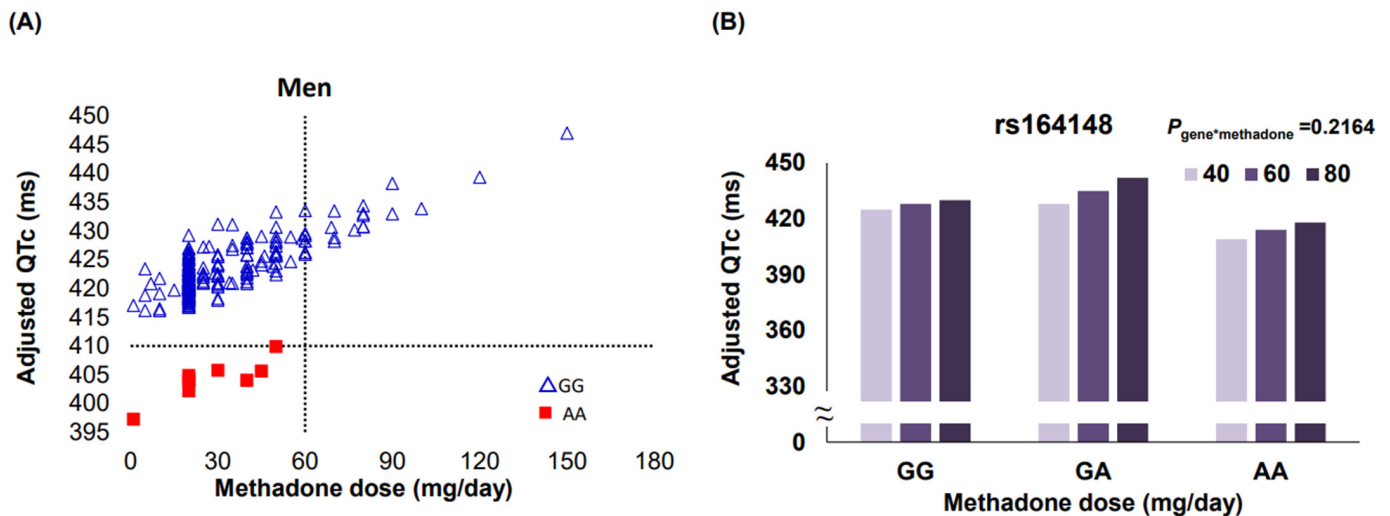 (A)
Men
Adjusted QTc (ms)
450
445
440
435
430
425
420
415
410
405
400
395
GG
AA
0 30 60 90 120 150 180
Methadone dose (mg/day)
(B)
rs164148
P gene*methadone =0.2164
40 60 80
Adjusted QTc (ms)
450
420
390
360
330
≈
0
GG GA AA
Methadone dose (mg/day)